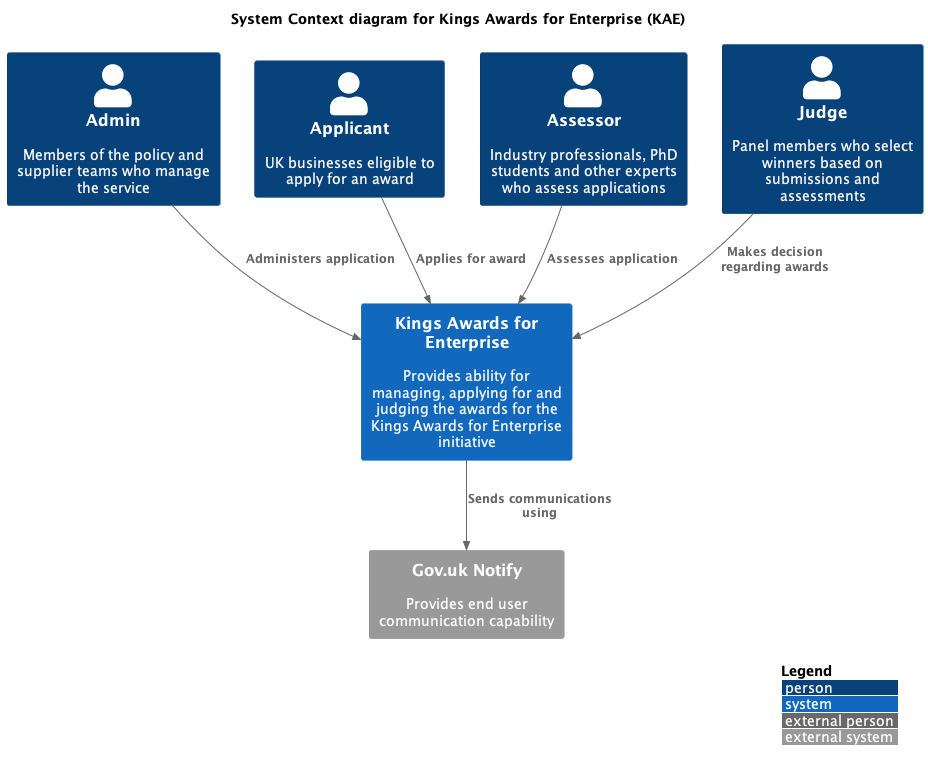 System Context diagram for Kings Awards for Enterprise (KAE)
Admin
Members of the policy and
supplier teams who manage
the service
Applicant
UK businesses eligible to
apply for an award
Assessor
Industry professionals, PhD
students and other experts
who assess applications
Judge
Panel members who select
winners based on
submissions and
assessments
Administers application
Applies for award
Assesses application
Makes decision
regarding awards
Kings Awards for
Enterprise
Provides ability for
managing, applying for and
judging the awards for the
Kings Awards for Enterprise
initiative
Sends communications
using
Gov.uk Notify
Provides end user
communication capability
Legend
person
system
external person
external system